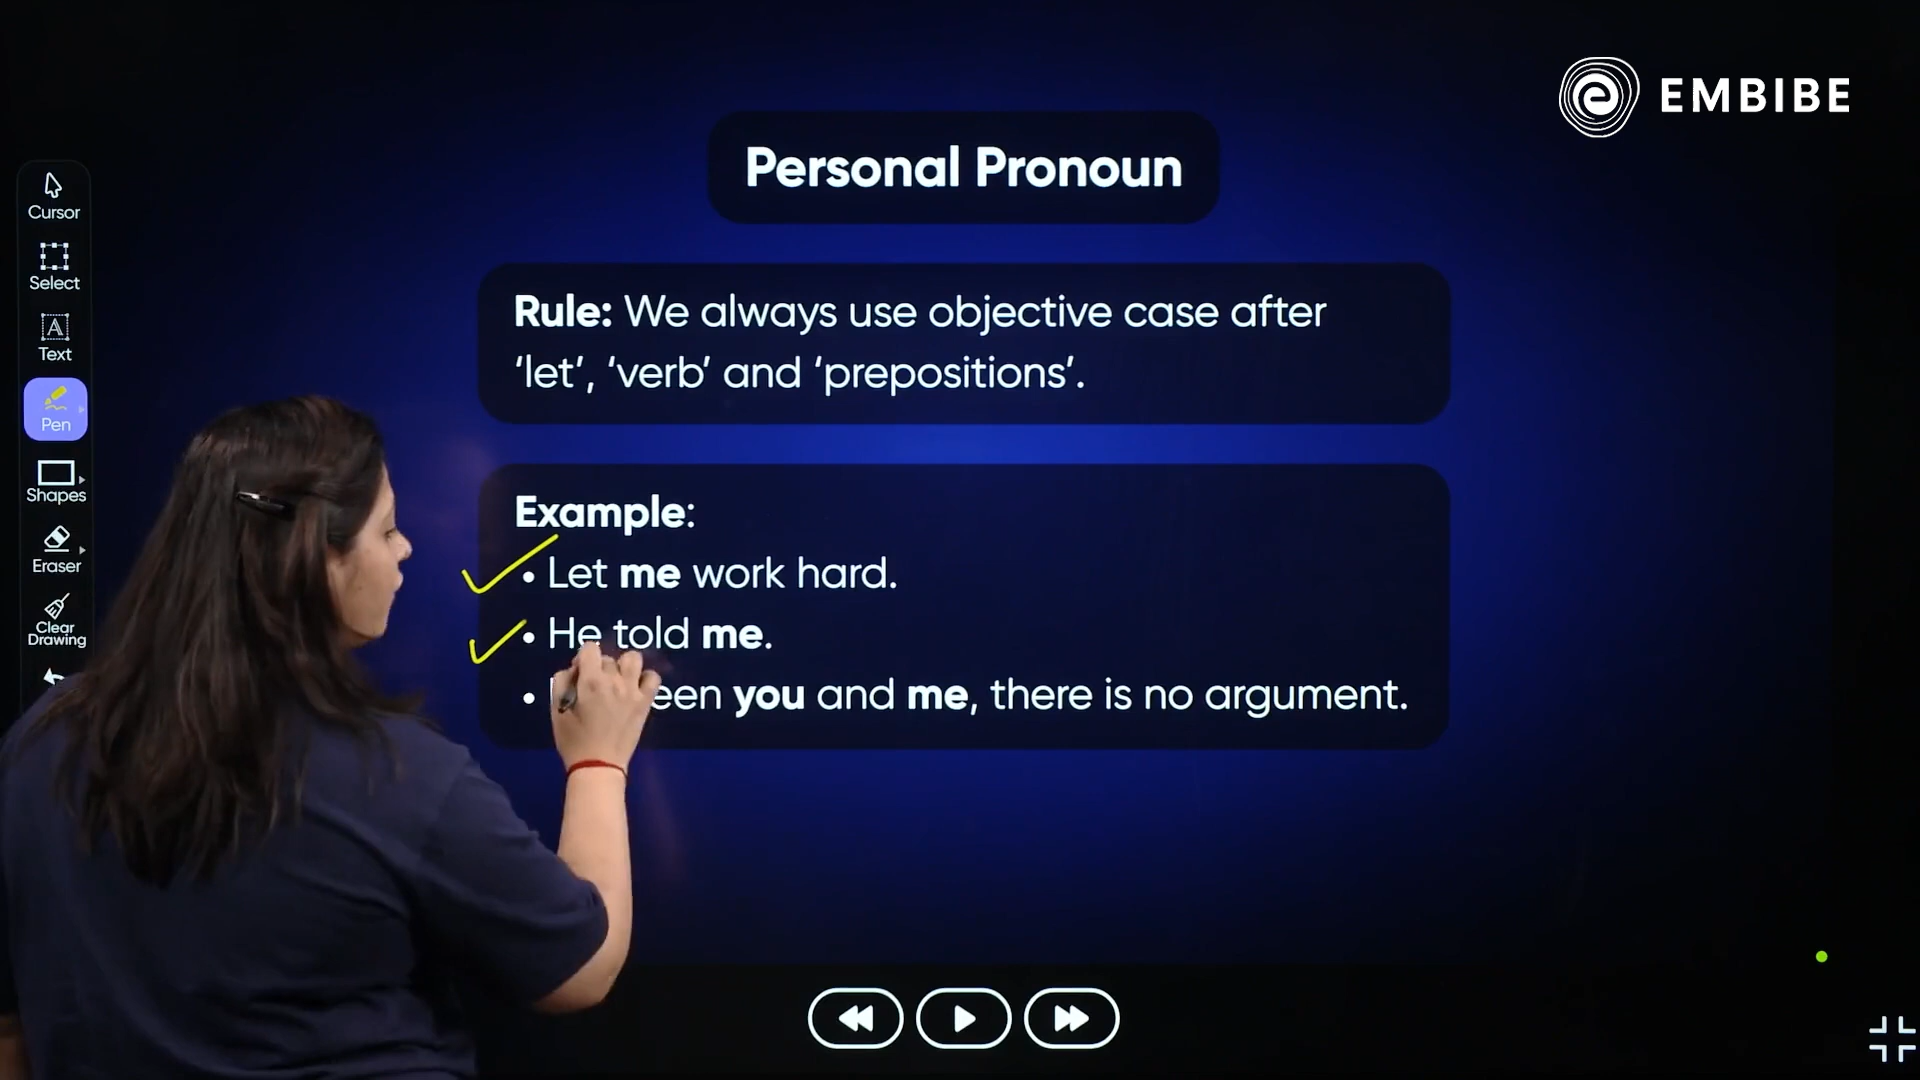 EMBIBE
Personal Pronoun
Cursor
Select
Text
Pen
Shapes
Eraser
Clear
Drawing
Rule: We always use objective case after
‘let’, ‘verb’ and ‘prepositions’.
Example:
• Let me work hard.
• He told me.
• you and me, there is no argument.